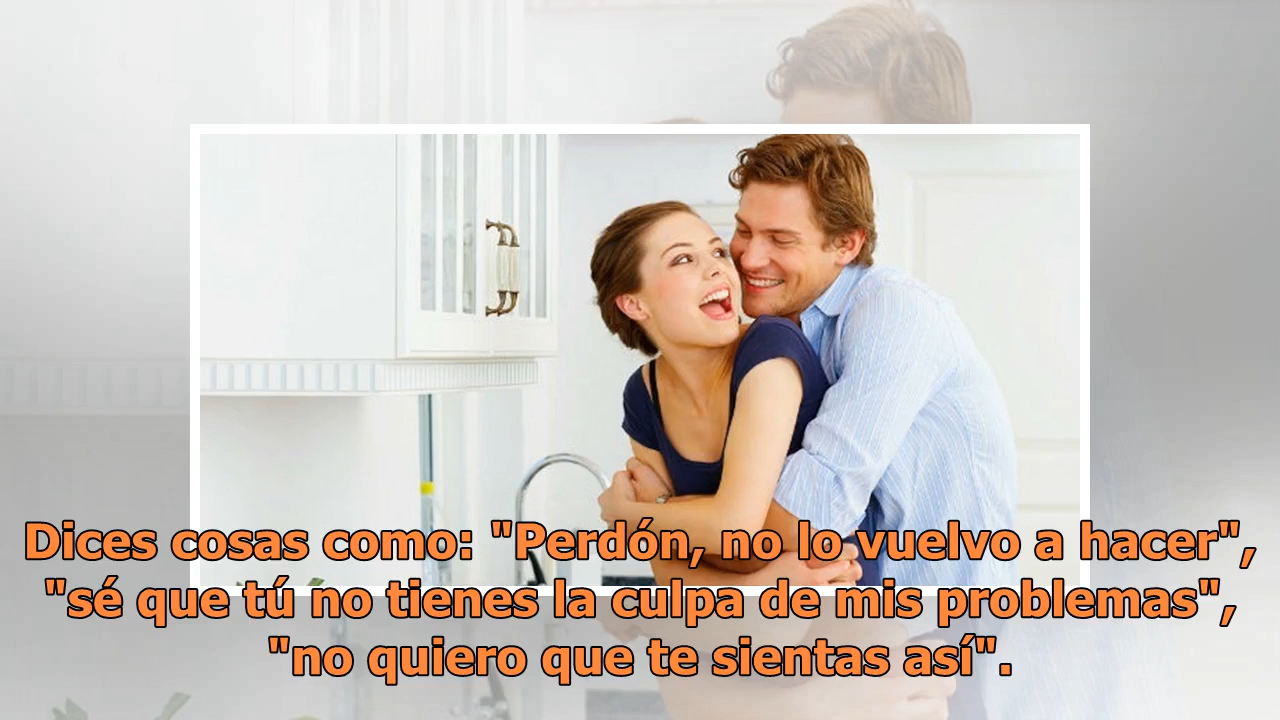 Dices cosas como: "Perdón, no lo vuelvo a hacer",
"sé que tú no tienes la culpa de mis problemas",
"no quiero que te sientas así".